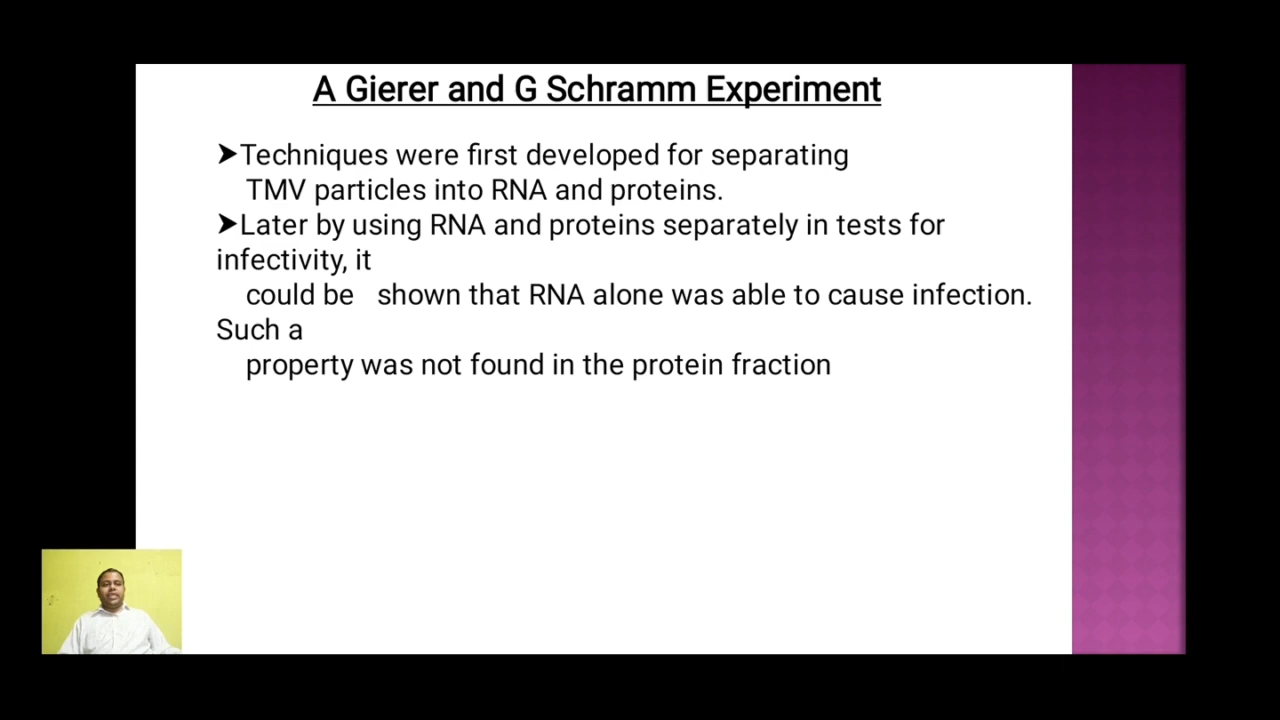 A Gierer and G Schramm Experiment
➤Techniques were first developed for separating
TMV particles into RNA and proteins.
➤Later by using RNA and proteins separately in tests for
infectivity, it
could be shown that RNA alone was able to cause infection.
Such a
property was not found in the protein fraction